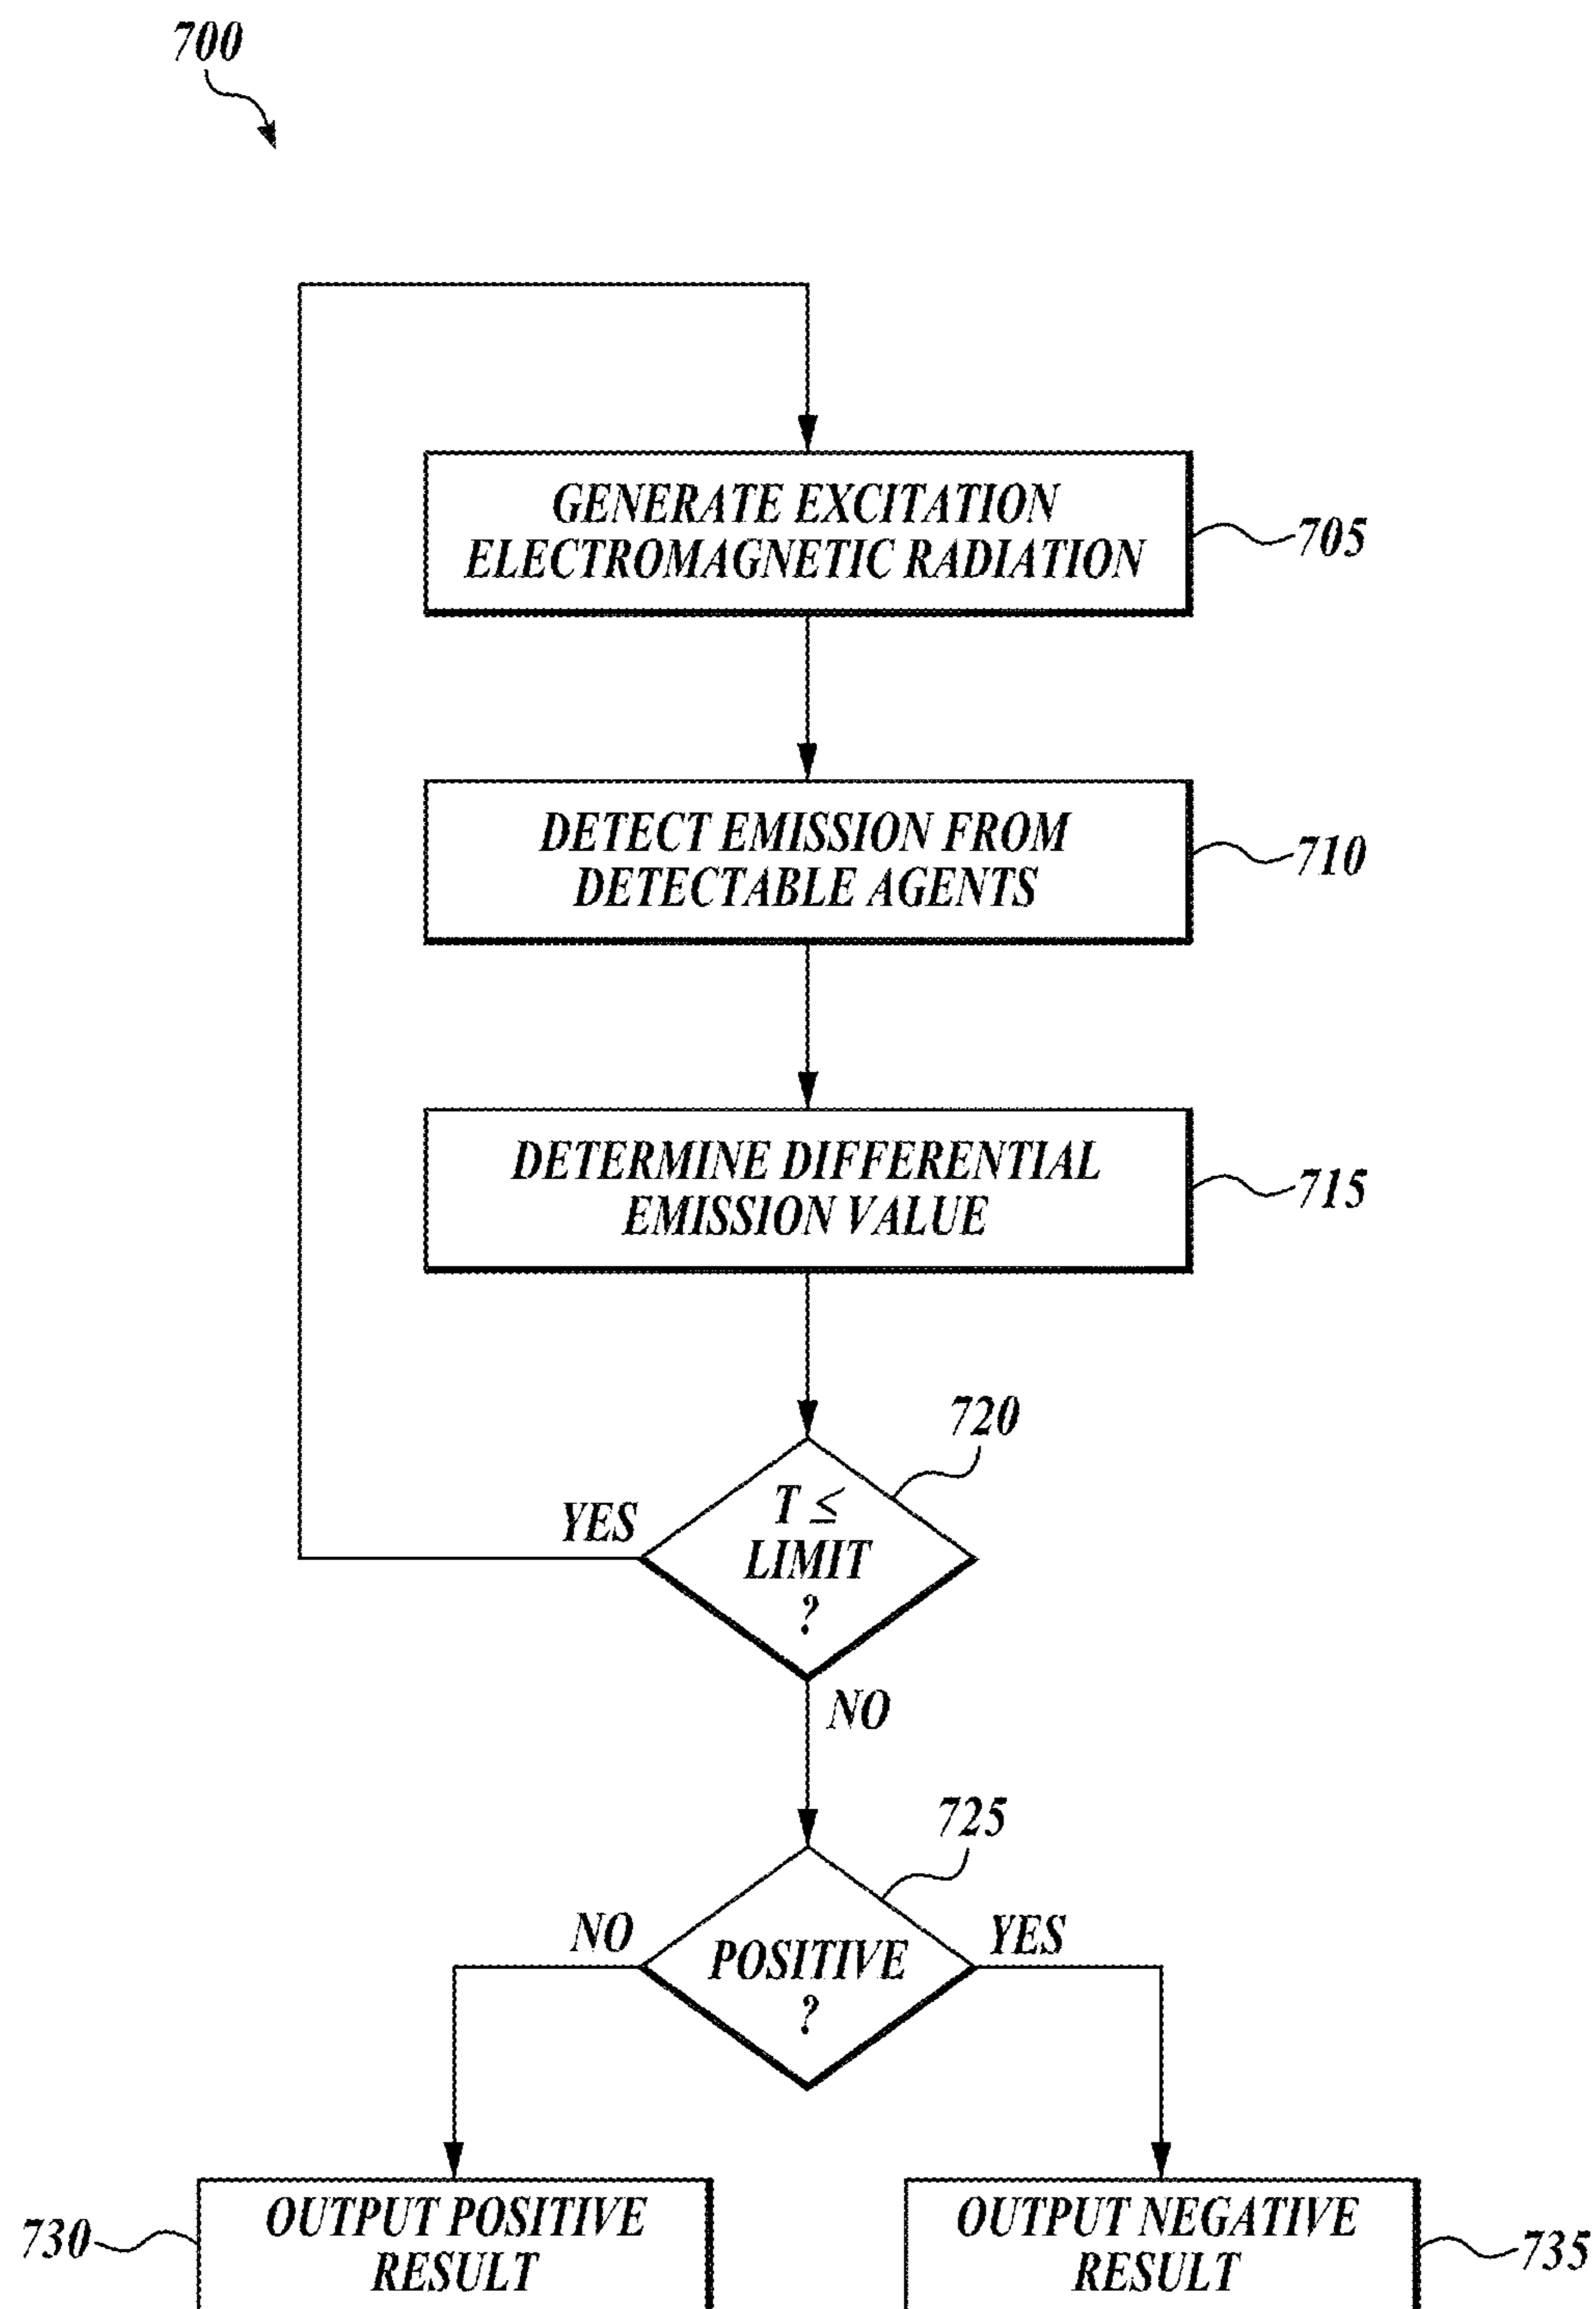 700
GENERATE EXCITATION
ELECTROMAGNETIC RADIATION
705
DETECT EMISSION FROM
DETECTABLE AGENTS
710
DETERMINE DIFFERENTIAL
EMISSION VALUE
715
720
T ≤
LIMIT
?
YES
NO
725
POSITIVE
?
NO
YES
730
OUTPUT POSITIVE
RESULT
OUTPUT NEGATIVE
RESULT
735